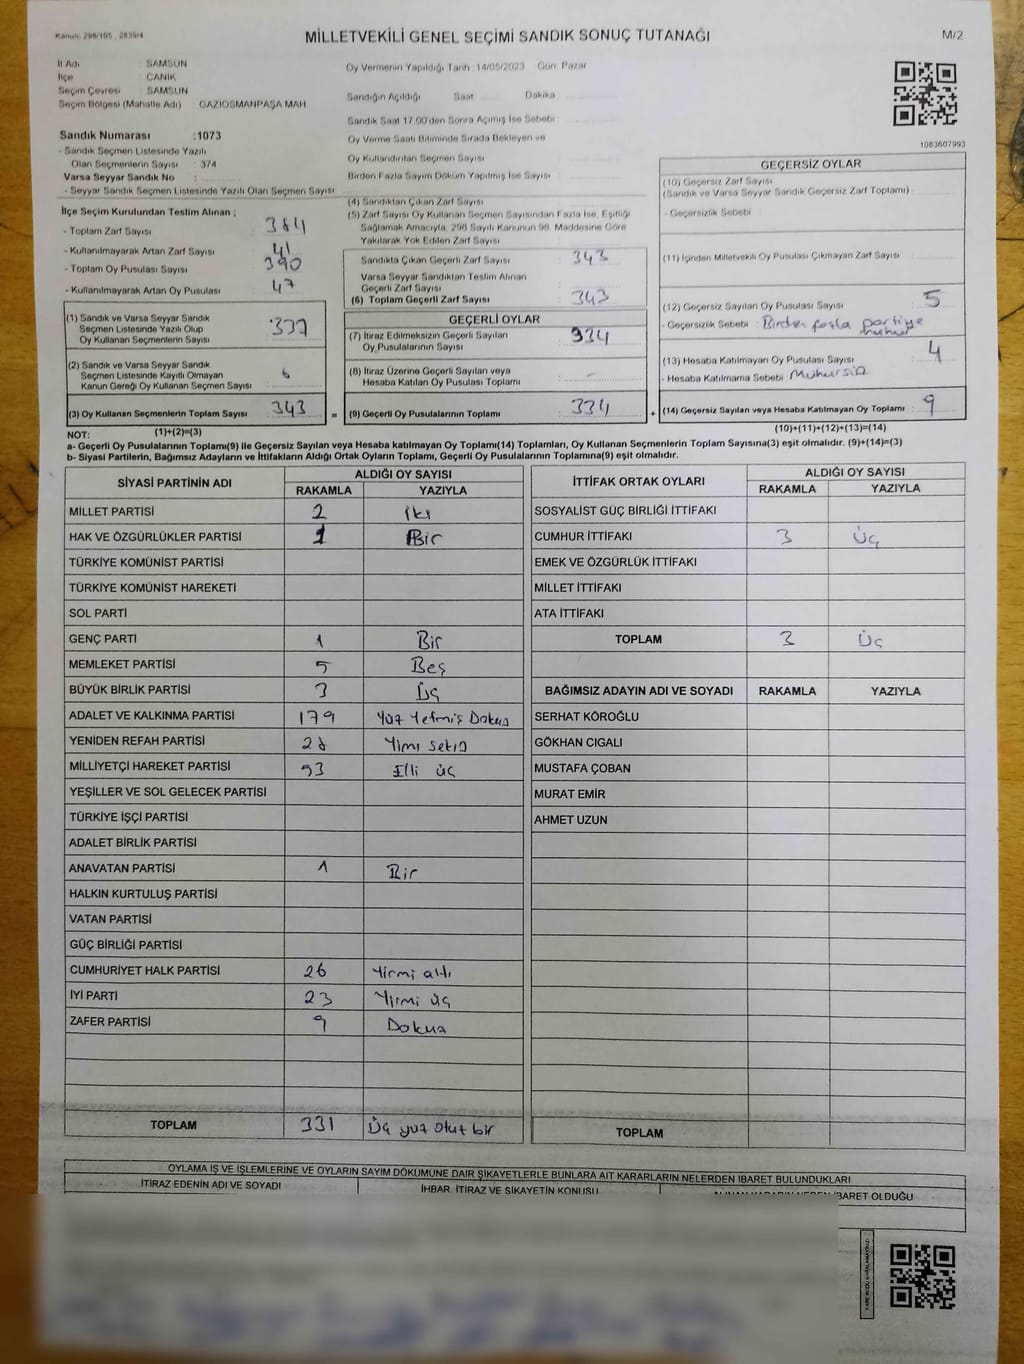 Kanun: 298/105, 2839/4
MİLLETVEKİLİ GENEL SEÇİMİ SANDIK SONUÇ TUTANAĞI
M/2
İl Adı : SAMSUN
İlçe : CANİK
Seçim Çevresi : SAMSUN
Seçim Bölgesi (Mahalle Adı) : GAZİOSMANPAŞA MAH
Sandık Numarası :1073
- Sandık Seçmen Listesinde Yazılı
Olan Seçmenlerin Sayısı : 374
Varsa Seyyar Sandık No :
- Seyyar Sandık Seçmen Listesinde Yazılı Olan Seçmen Sayısı :
Oy Vermenin Yapıldığı Tarih :14/05/2023 Gün: Pazar
Sandığın Açıldığı Saat Dakika
Sandık Saat 17:00'den Sonra Açılmış İse Sebebi
Oy Verme Saati Bitiminde Sırada Bekleyen ve
Oy Kullandırılan Seçmen Sayısı
Birden Fazla Sayım Döküm Yapılmış İse Sayısı
1083607993
İlçe Seçim Kurulundan Teslim Alınan :
- Toplam Zarf Sayısı 384
- Kullanılmayarak Artan Zarf Sayısı 41
- Toplam Oy Pusulası Sayısı 390
- Kullanılmayarak Artan Oy Pusulası 47
(4) Sandıktan Çıkan Zarf Sayısı
(5) Zarf Sayısı Oy Kullanan Seçmen Sayısından Fazla İse, Eşitliği
Sağlamak Amacıyla, 298 Sayılı Kanunun 98. Maddesine Göre
Yakılarak Yok Edilen Zarf Sayısı
Sandıkta Çıkan Geçerli Zarf Sayısı 343
Varsa Seyyar Sandıktan Teslim Alınan
Geçerli Zarf Sayısı
(6) Toplam Geçerli Zarf Sayısı 343
GEÇERSİZ OYLAR
(10) Geçersiz Zarf Sayısı
(Sandık ve Varsa Seyyar Sandık Geçersiz Zarf Toplamı)
- Geçersizlik Sebebi :
(11) İçinden Milletvekili Oy Pusulası Çıkmayan Zarf Sayısı
(12) Geçersiz Sayılan Oy Pusulası Sayısı 5
- Geçersizlik Sebebi : Birden fazla partiye mühür
(13) Hesaba Katılmayan Oy Pusulası Sayısı 4
- Hesaba Katılmama Sebebi : Mühürsüz
(14) Geçersiz Sayılan veya Hesaba Katılmayan Oy Toplamı : 9
(10)+(11)+(12)+(13)=(14)
(1) Sandık ve Varsa Seyyar Sandık
Seçmen Listesinde Yazılı Olup
Oy Kullanan Seçmenlerin Sayısı : 337
(2) Sandık ve Varsa Seyyar Sandık
Seçmen Listesinde Kayıtlı Olmayan
Kanun Gereği Oy Kullanan Seçmen Sayısı : 6
(3) Oy Kullanan Seçmenlerin Toplam Sayısı : 343
(1)+(2)=(3)
GEÇERLİ OYLAR
(7) İtiraz Edilmeksizin Geçerli Sayılan
Oy Pusulalarının Sayısı 334
(8) İtiraz Üzerine Geçerli Sayılan veya
Hesaba Katılan Oy Pusulası Toplamı : -
= (9) Geçerli Oy Pusulalarının Toplamı : 334 +
NOT:
a- Geçerli Oy Pusulalarının Toplamı(9) ile Geçersiz Sayılan veya Hesaba katılmayan Oy Toplamı(14) Toplamları, Oy Kullanan Seçmenlerin Toplam Sayısına(3) eşit olmalıdır. (9)+(14)=(3)
b- Siyasi Partilerin, Bağımsız Adayların ve İttifakların Aldığı Ortak Oyların Toplamı, Geçerli Oy Pusulalarının Toplamına(9) eşit olmalıdır.
SİYASİ PARTİNİN ADI ALDIĞI OY SAYISI
RAKAMLA YAZIYLA
MİLLET PARTİSİ 2 iki
HAK VE ÖZGÜRLÜKLER PARTİSİ 1 Bir
TÜRKİYE KOMÜNİST PARTİSİ
TÜRKİYE KOMÜNİST HAREKETİ
SOL PARTİ
GENÇ PARTİ 1 Bir
MEMLEKET PARTİSİ 5 Beş
BÜYÜK BİRLİK PARTİSİ 3 Üç
ADALET VE KALKINMA PARTİSİ 179 Yüz Yetmiş Dokuz
YENİDEN REFAH PARTİSİ 28 Yimi sekiz
MİLLİYETÇİ HAREKET PARTİSİ 53 Elli üç
YEŞİLLER VE SOL GELECEK PARTİSİ
TÜRKİYE İŞÇİ PARTİSİ
ADALET BİRLİK PARTİSİ
ANAVATAN PARTİSİ 1 Bir
HALKIN KURTULUŞ PARTİSİ
VATAN PARTİSİ
GÜÇ BİRLİĞİ PARTİSİ
CUMHURİYET HALK PARTİSİ 26 Yirmi altı
İYİ PARTİ 23 Yirmi üç
ZAFER PARTİSİ 9 Dokuz
TOPLAM 331 Üç yüz otuz bir
İTTİFAK ORTAK OYLARI ALDIĞI OY SAYISI
RAKAMLA YAZIYLA
SOSYALİST GÜÇ BİRLİĞİ İTTİFAKI
CUMHUR İTTİFAKI 3 Üç
EMEK VE ÖZGÜRLÜK İTTİFAKI
MİLLET İTTİFAKI
ATA İTTİFAKI
TOPLAM 3 Üç
BAĞIMSIZ ADAYIN ADI VE SOYADI RAKAMLA YAZIYLA
SERHAT KÖROĞLU
GÖKHAN CIGALI
MUSTAFA ÇOBAN
MURAT EMİR
AHMET UZUN
TOPLAM
OYLAMA İŞ VE İŞLEMLERİNE VE OYLARIN SAYIM DÖKÜMÜNE DAİR ŞİKAYETLERLE BUNLARA AİT KARARLARIN NELERDEN İBARET BULUNDUKLARI
İTİRAZ EDENİN ADI VE SOYADI İHBAR, İTİRAZ VE ŞİKAYETİN KONUSU ALINAN KARARIN NEDEN İBARET OLDUĞU